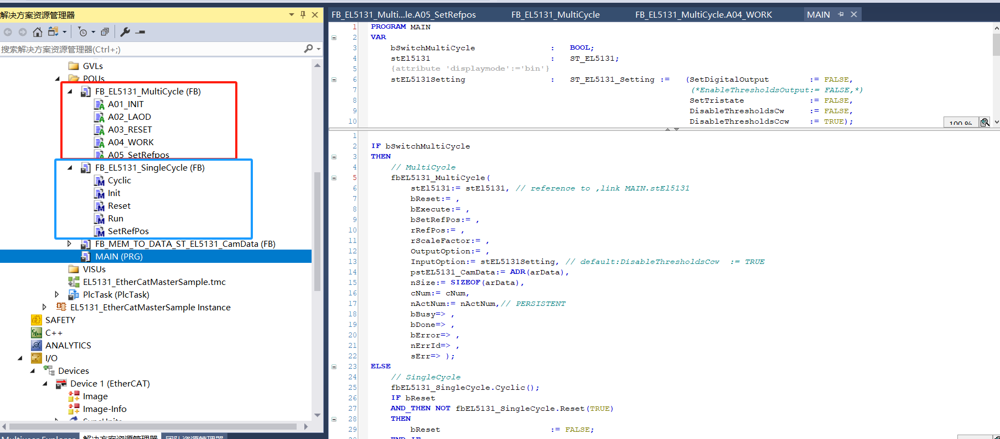 解决方案资源管理器
搜索解决方案资源管理器(Ctrl+;)
GVLs
POUs
FB_EL5131_MultiCycle (FB)
A01_INIT
A02_LAOD
A03_RESET
A04_WORK
A05_SetRefpos
FB_EL5131_SingleCycle (FB)
Cyclic
Init
Reset
Run
SetRefPos
FB_MEM_TO_DATA_ST_EL5131_CamData (FB)
MAIN (PRG)
VISUs
EL5131_EtherCatMasterSample.tmc
PlcTask (PlcTask)
EL5131_EtherCatMasterSample Instance
SAFETY
C++
ANALYTICS
I/O
Devices
Device 1 (EtherCAT)
Image
Image-Info
SyncUnits
解决方案资源管理器 团队资源管理器
FB_EL5131_Multi...le.A05_SetRefpos FB_EL5131_MultiCycle FB_EL5131_MultiCycle.A04_WORK MAIN
1 PROGRAM MAIN
2 VAR
3 bSwitchMultiCycle : BOOL;
4 stEl5131 : ST_EL5131;
5 {attribute 'displaymode':='bin'}
6 stEL5131Setting : ST_EL5131_Setting := (SetDigitalOutput := FALSE,
7 (*EnableThresholdsOutput:= FALSE,*)
8 SetTristate := FALSE,
9 DisableThresholdsCw := FALSE,
10 DisableThresholdsCcw := TRUE);
100 %
1
2 IF bSwitchMultiCycle
3 THEN
4 // MultiCycle
5 fbEL5131_MultiCycle(
6 stEl5131:= stEl5131, // reference to ,link MAIN.stEl5131
7 bReset:= ,
8 bExecute:= ,
9 bSetRefPos:= ,
10 rRefPos:= ,
11 rScaleFactor:= ,
12 OutputOption:= ,
13 InputOption:= stEL5131Setting, // default:DisableThresholdsCcw := TRUE
14 pstEL5131_CamData:= ADR(arData),
15 nSize:= SIZEOF(arData),
16 cNum:= cNum,
17 nActNum:= nActNum,// PERSISTENT
18 bBusy=> ,
19 bDone=> ,
20 bError=> ,
21 nErrId=> ,
22 sErr=> );
23 ELSE
24 // SingleCycle
25 fbEL5131_SingleCycle.Cyclic();
26 IF bReset
27 AND_THEN NOT fbEL5131_SingleCycle.Reset(TRUE)
28 THEN
29 bReset := FALSE;